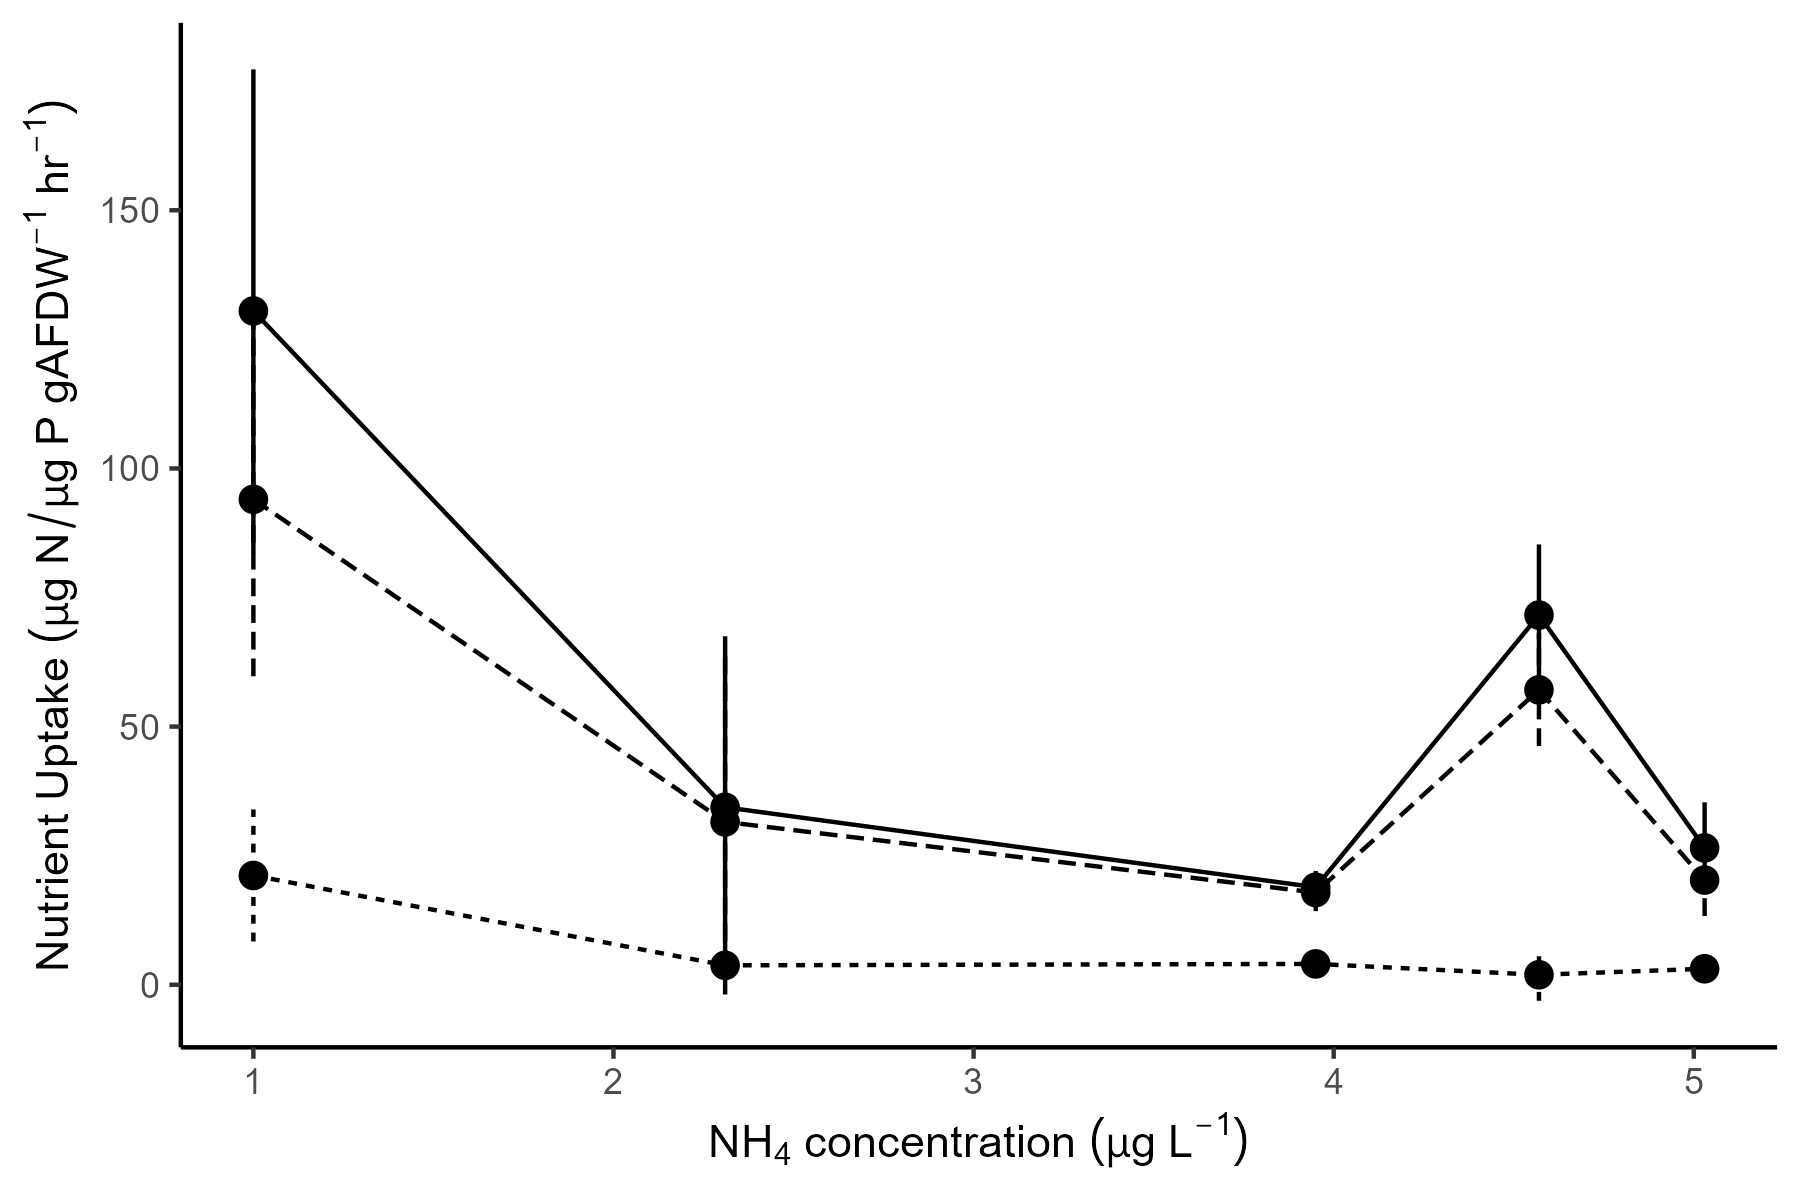 Nutrient Uptake (µg N/µg P gAFDW⁻¹ hr⁻¹)
150
100
50
0
1 2 3 4 5
NH₄ concentration (µg L⁻¹)